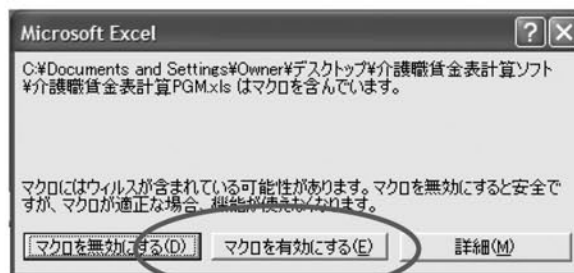 Microsoft Excel
C:¥Documents and Settings¥Owner¥デスクトップ¥介護職賃金表計算ソフト
¥介護職賃金表計算PGM.xls はマクロを含んでいます。
マクロにはウィルスが含まれている可能性があります。マクロを無効にすると安全で
すが、マクロが適正な場合、機能が使えなくなります。
マクロを無効にする(D) マクロを有効にする(E) 詳細(M)